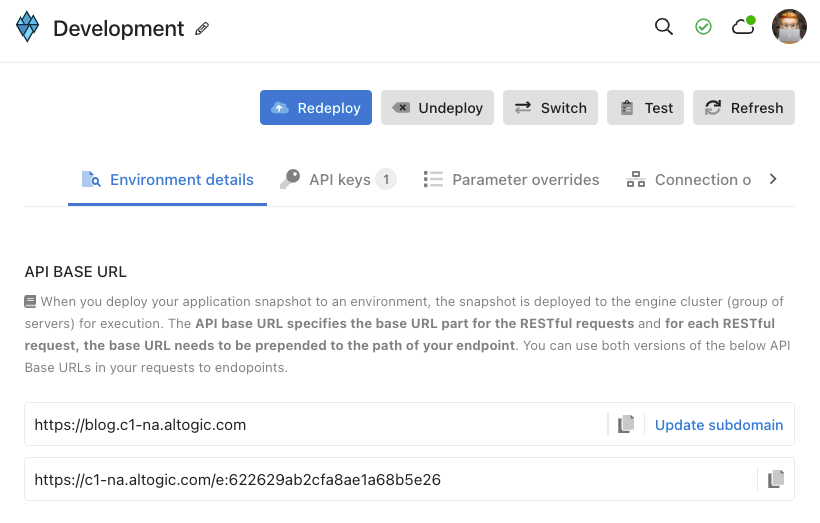 Development
Redeploy
Undeploy
Switch
Test
Refresh
Environment details
API keys 1
Parameter overrides
Connection o
API BASE URL
When you deploy your application snapshot to an environment, the snapshot is deployed to the engine cluster (group of
servers) for execution. The API base URL specifies the base URL part for the RESTful requests and for each RESTful
request, the base URL needs to be prepended to the path of your endpoint. You can use both versions of the below API
Base URLs in your requests to endopoints.
https://blog.c1-na.altogic.com
Update subdomain
https://c1-na.altogic.com/e:622629ab2cfa8ae1a68b5e26